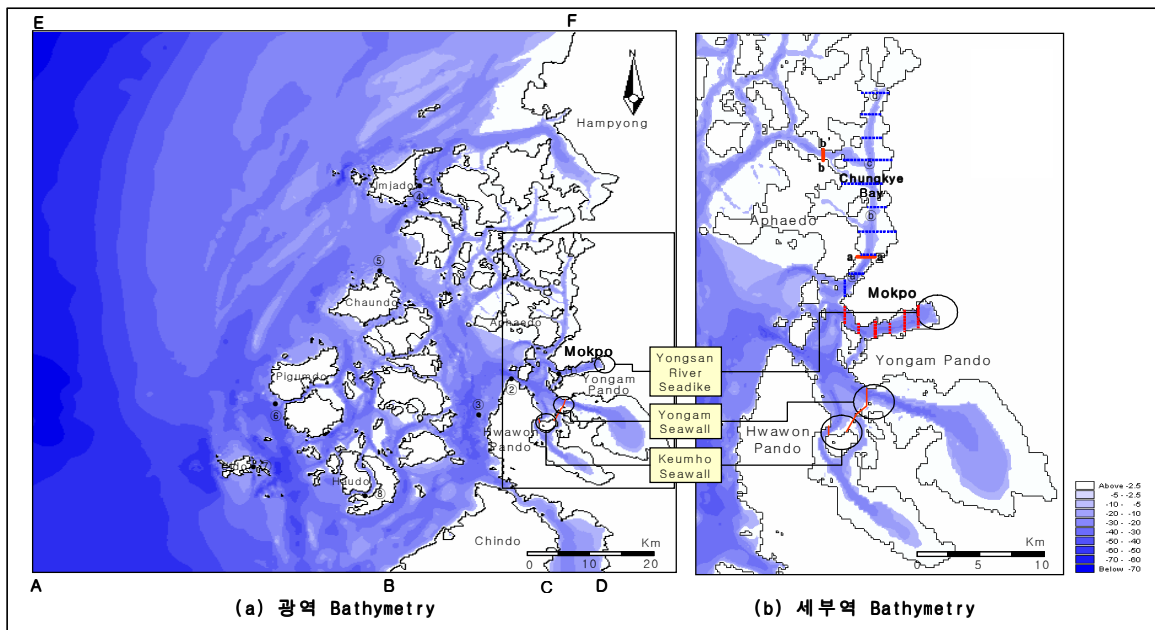 E
F
N
Hampyong
Imjado
④
⑤
Chaundo
Aphaedo
Mokpo
Pigumdo
⑥
②
③
Yongam
Pando
Hwawon
Pando
Haudo
⑧
Chindo
Km
0 10 20
A
B
C
D
(a) 광역 Bathymetry
Yongsan
River
Seadike
Yongam
Seawall
Keumho
Seawall
b'
b
c
Chungkye
Bay
Aphaedo
b
a
a'
Mokpo
Yongam Pando
Hwawon
Pando
Km
0 5 10
(b) 세부역 Bathymetry
Above -2.5
-5 - -2.5
-10 - -5
-20 - -10
-30 - -20
-40 - -30
-50 - -40
-60 - -50
-70 - -60
Below -70